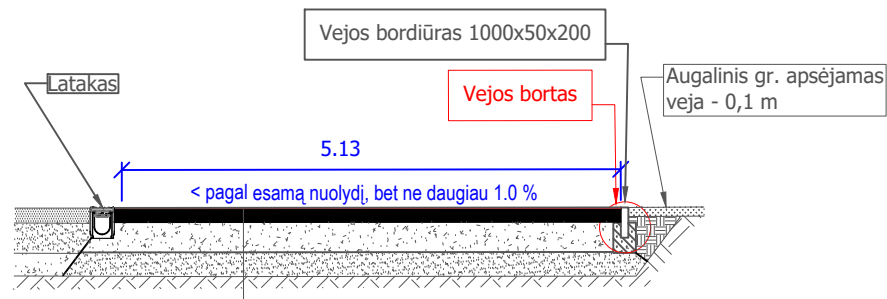 Vejos bordiūras 1000x50x200
Latakas
Vejos bortas
Augalinis gr. apsėjamas
veja - 0,1 m
5.13
< pagal esamą nuolydį, bet ne daugiau 1.0 %